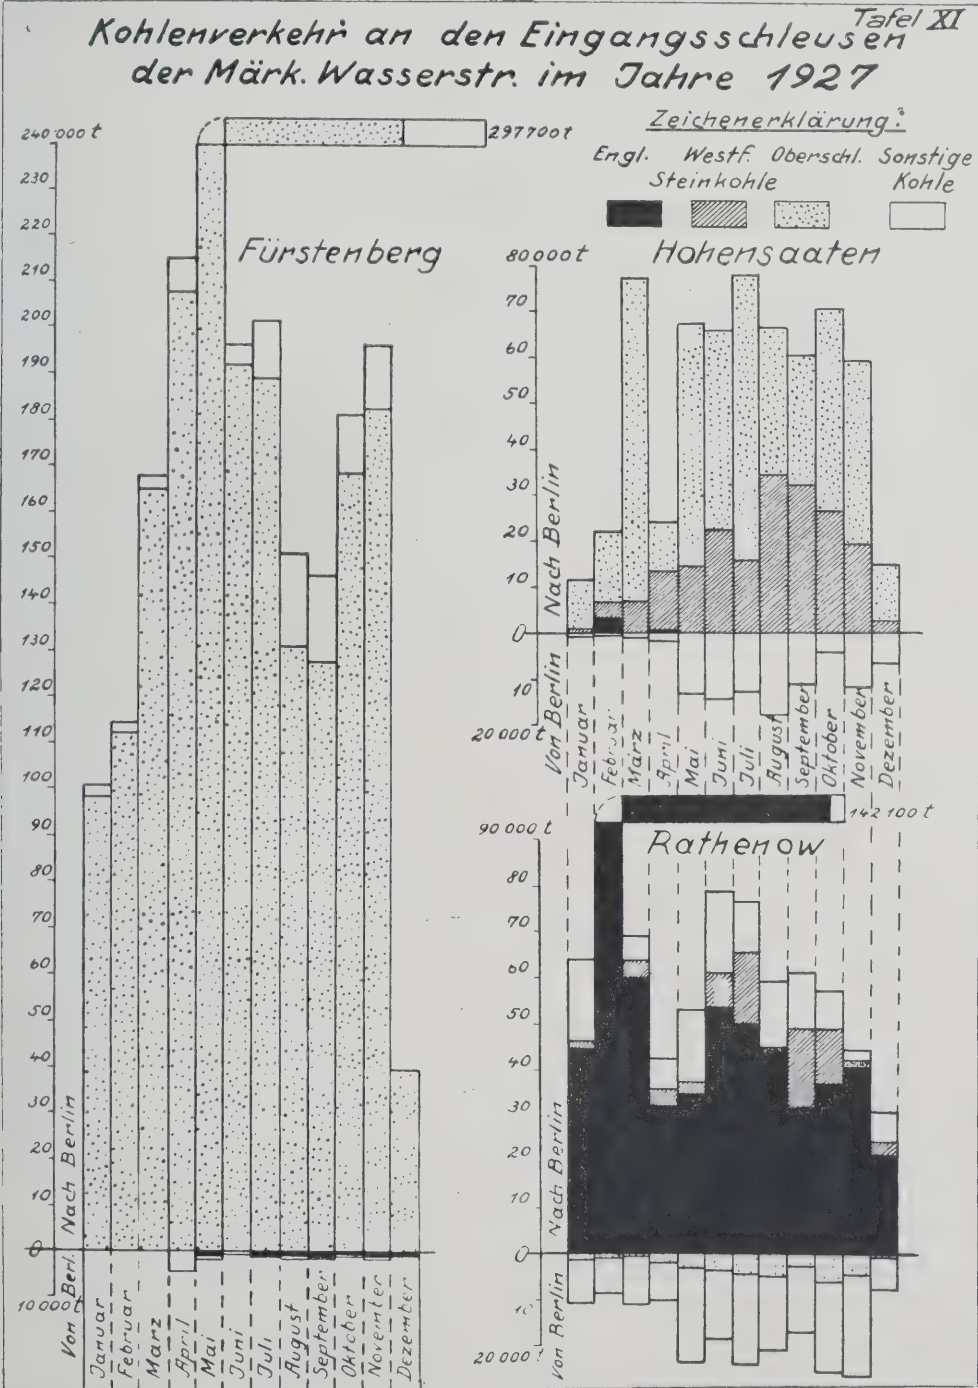 Tafel XI
Kohlenverkehr an den Eingangsschleusen
der Märk. Wasserstr. im Jahre 1927
Zeichenerklärung:
Engl. Westf. Oberschl. Sonstige
Steinkohle Kohle
Fürstenberg
297700t
240 000 t
230
220
210
200
190
180
170
160
150
140
130
120
110
100
90
80
70
60
50
40
30
20
10
0
10 000 t
Nach Berlin
Von Berl.
Januar
Februar
März
April
Mai
Juni
Juli
August
September
Oktober
November
Dezember
Hohensaaten
80 000 t
70
60
50
40
30
20
10
0
10
20 000 t
Nach Berlin
Von Berlin
Januar
Februar
März
April
Mai
Juni
Juli
August
September
Oktober
November
Dezember
Rathenow
142 100 t
90 000 t
80
70
60
50
40
30
20
10
0
10
20 000 t
Nach Berlin
Von Berlin